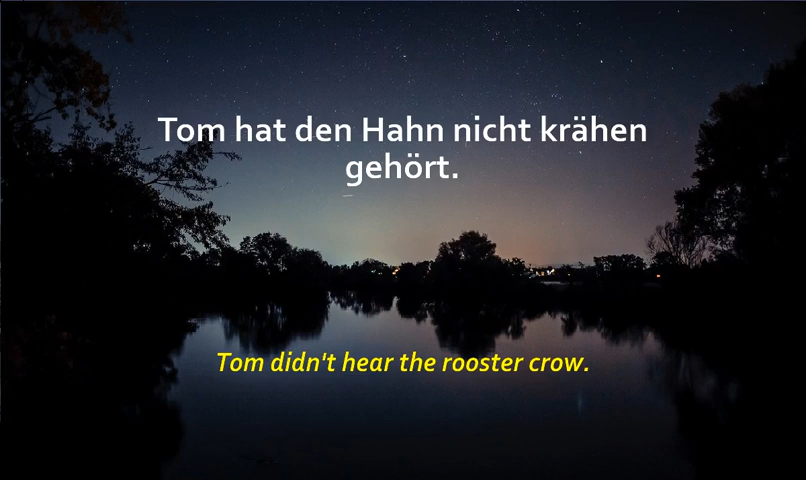 Tom hat den Hahn nicht krähen
gehört.
Tom didn't hear the rooster crow.